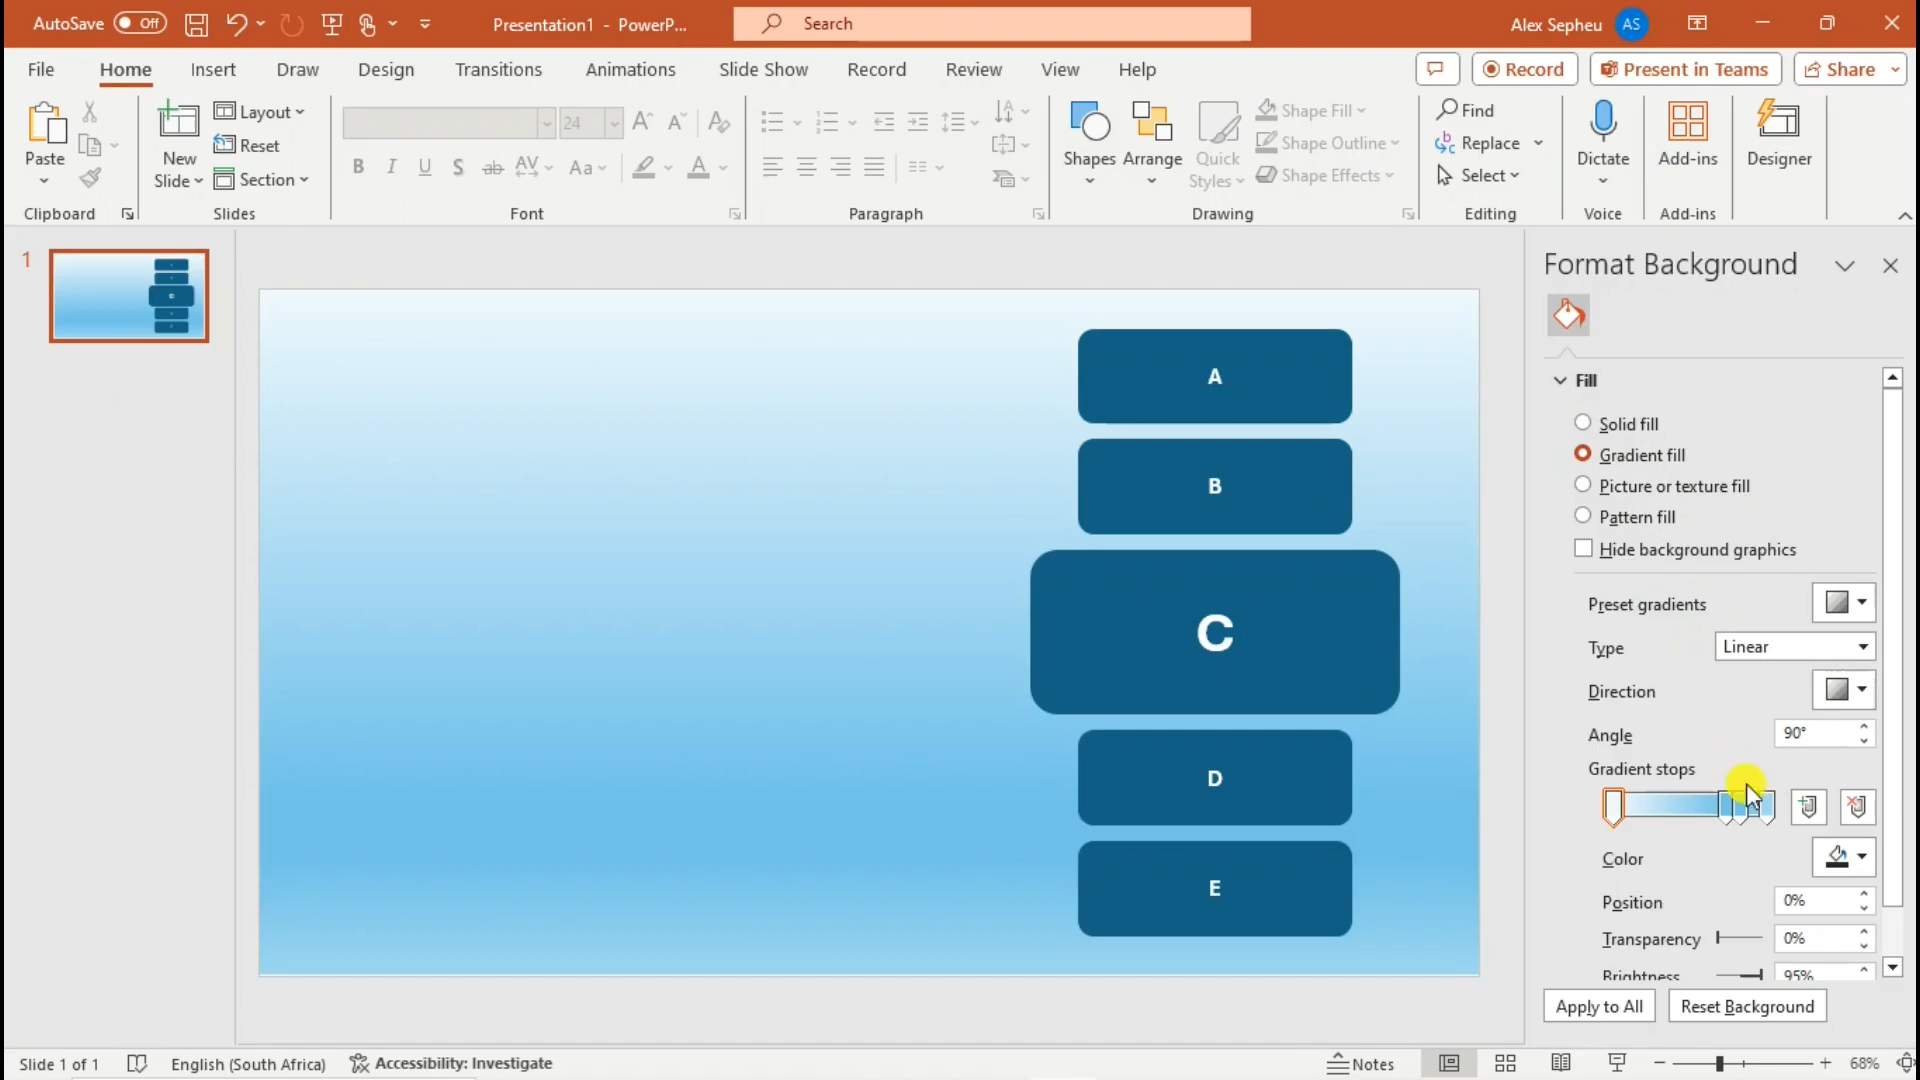 AutoSave Off Presentation1 - PowerP... Search Alex Sepheu AS
File Home Insert Draw Design Transitions Animations Slide Show Record Review View Help Record Present in Teams Share
Paste
Clipboard
New
Slide
Layout
Reset
Section
Slides
24
B I U S ab AV Aa A
Font
Paragraph
Shapes
Arrange
Quick
Styles
Shape Fill
Shape Outline
Shape Effects
Drawing
Find
Replace
Select
Editing
Dictate
Voice
Add-ins
Add-ins
Designer
1
A
B
C
D
E
Format Background
Fill
Solid fill
Gradient fill
Picture or texture fill
Pattern fill
Hide background graphics
Preset gradients
Type Linear
Direction
Angle 90°
Gradient stops
Color
Position 0%
Transparency 0%
Brightness 95%
Apply to All Reset Background
Slide 1 of 1 English (South Africa) Accessibility: Investigate Notes 68%